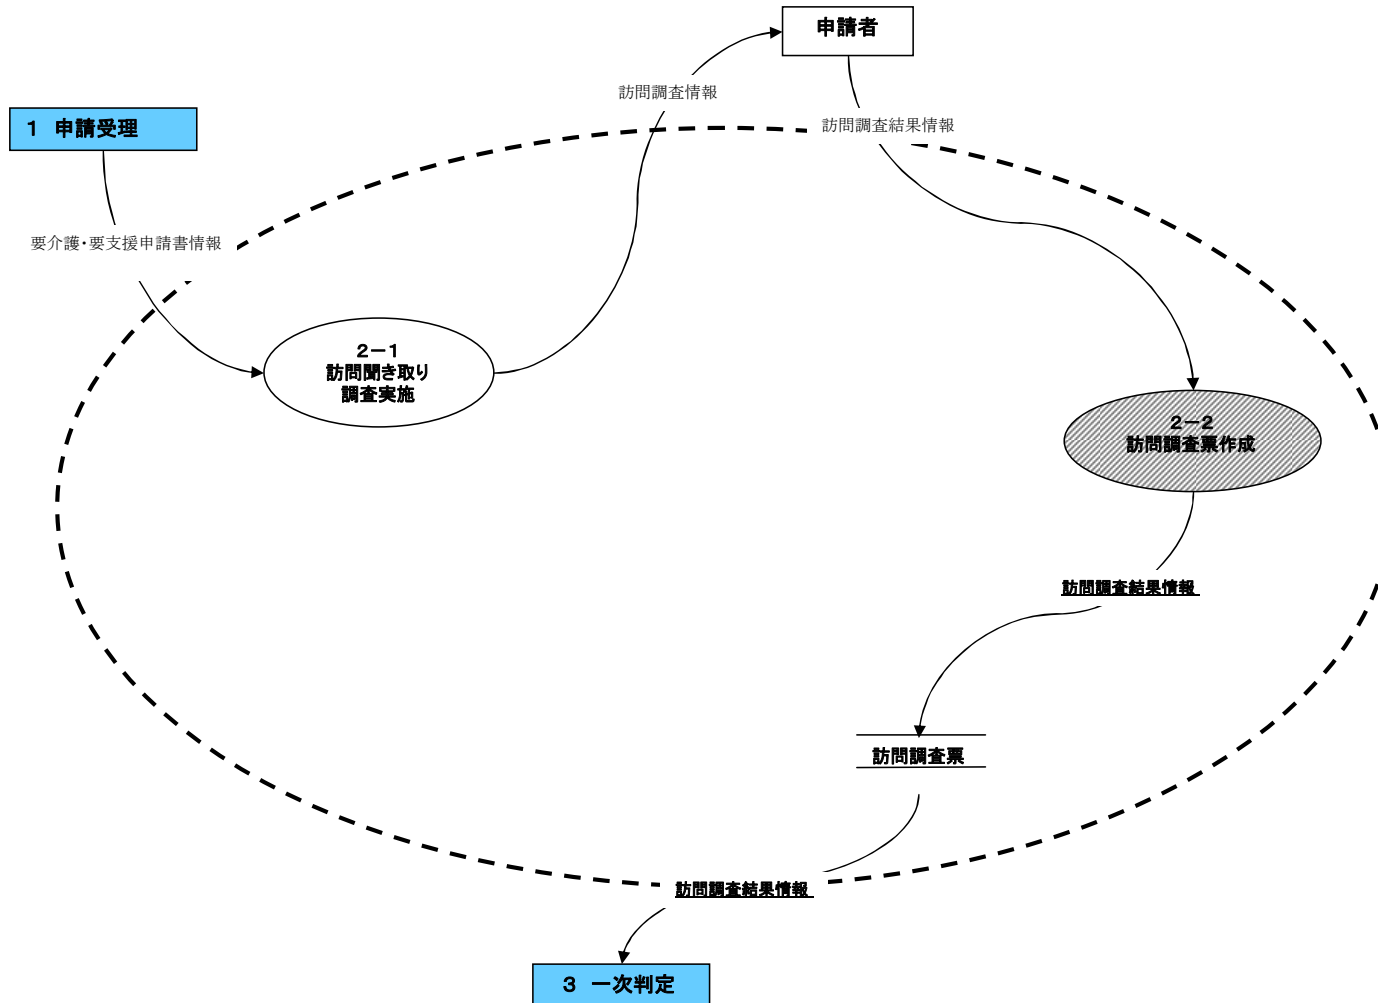 申請者
訪問調査情報
1 申請受理
訪問調査結果情報
要介護・要支援申請書情報
2－1
訪問聞き取り
調査実施
2－2
訪問調査票作成
訪問調査結果情報
訪問調査票
訪問調査結果情報
3 一次判定